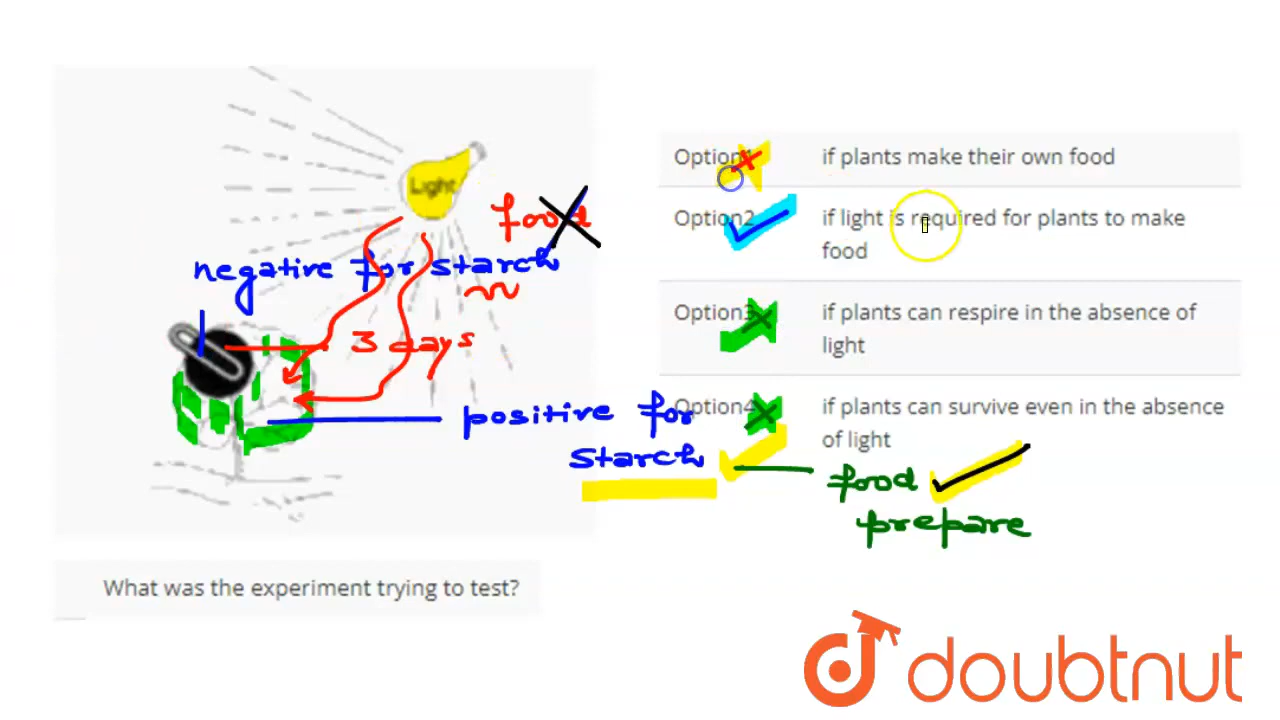 Light
food
negative for starch
3 days
positive for
starch
food
prepare
Option1 if plants make their own food
Option2 if light is required for plants to make
food
Option3 if plants can respire in the absence of
light
Option4 if plants can survive even in the absence
of light
What was the experiment trying to test?
doubtnut